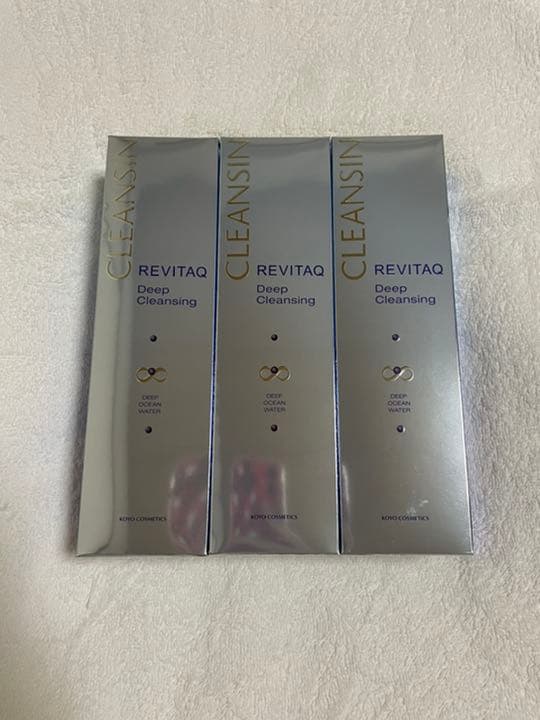 CLEANSIN
REVITAQ
Deep
Cleansing
DEEP
OCEAN
WATER
KOYO COSMETICS
CLEANSIN
REVITAQ
Deep
Cleansing
DEEP
OCEAN
WATER
KOYO COSMETICS
CLEANSIN
REVITAQ
Deep
Cleansing
DEEP
OCEAN
WATER
KOYO COSMETICS